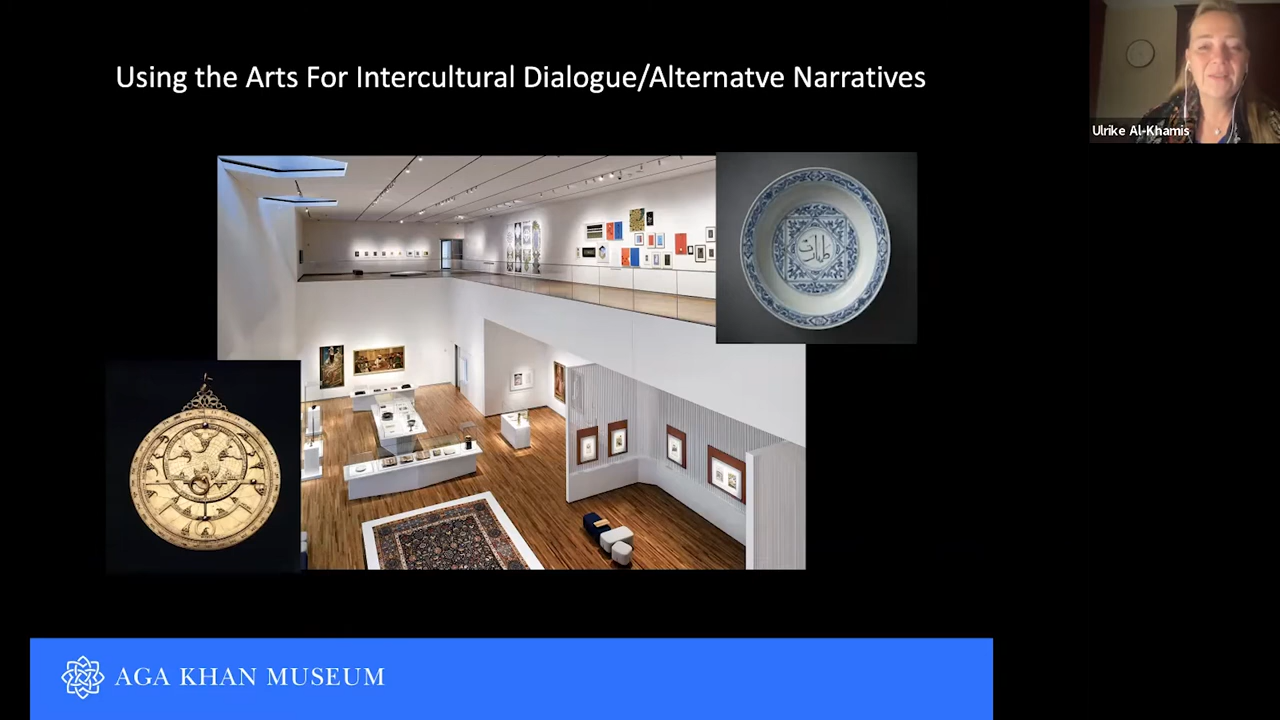 Using the Arts For Intercultural Dialogue/Alternatve Narratives
Ulrike Al-Khamis
AGA KHAN MUSEUM